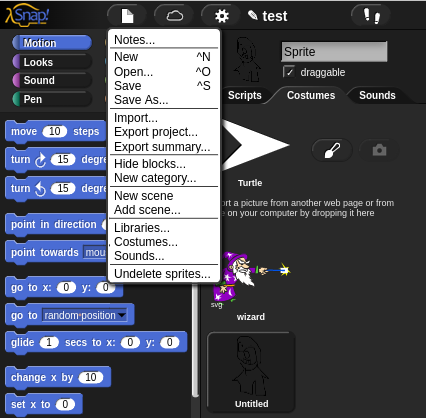 Snap!
test
Notes...
New ^N
Open... ^O
Save ^S
Save As...
Import...
Export project...
Export summary...
Hide blocks...
New category...
New scene
Add scene...
Libraries...
Costumes...
Sounds...
Undelete sprites...
Motion
Looks
Sound
Pen
move 10 steps
turn 15 degre
turn 15 degre
point in direction
point towards mou
go to x: 0 y: 0
go to random-position
glide 1 secs to x: 0 y: 0
change x by 10
set x to 0
Sprite
draggable
Scripts
Costumes
Sounds
Turtle
rt a picture from another web page or from
e on your computer by dropping it here
svg
wizard
Untitled